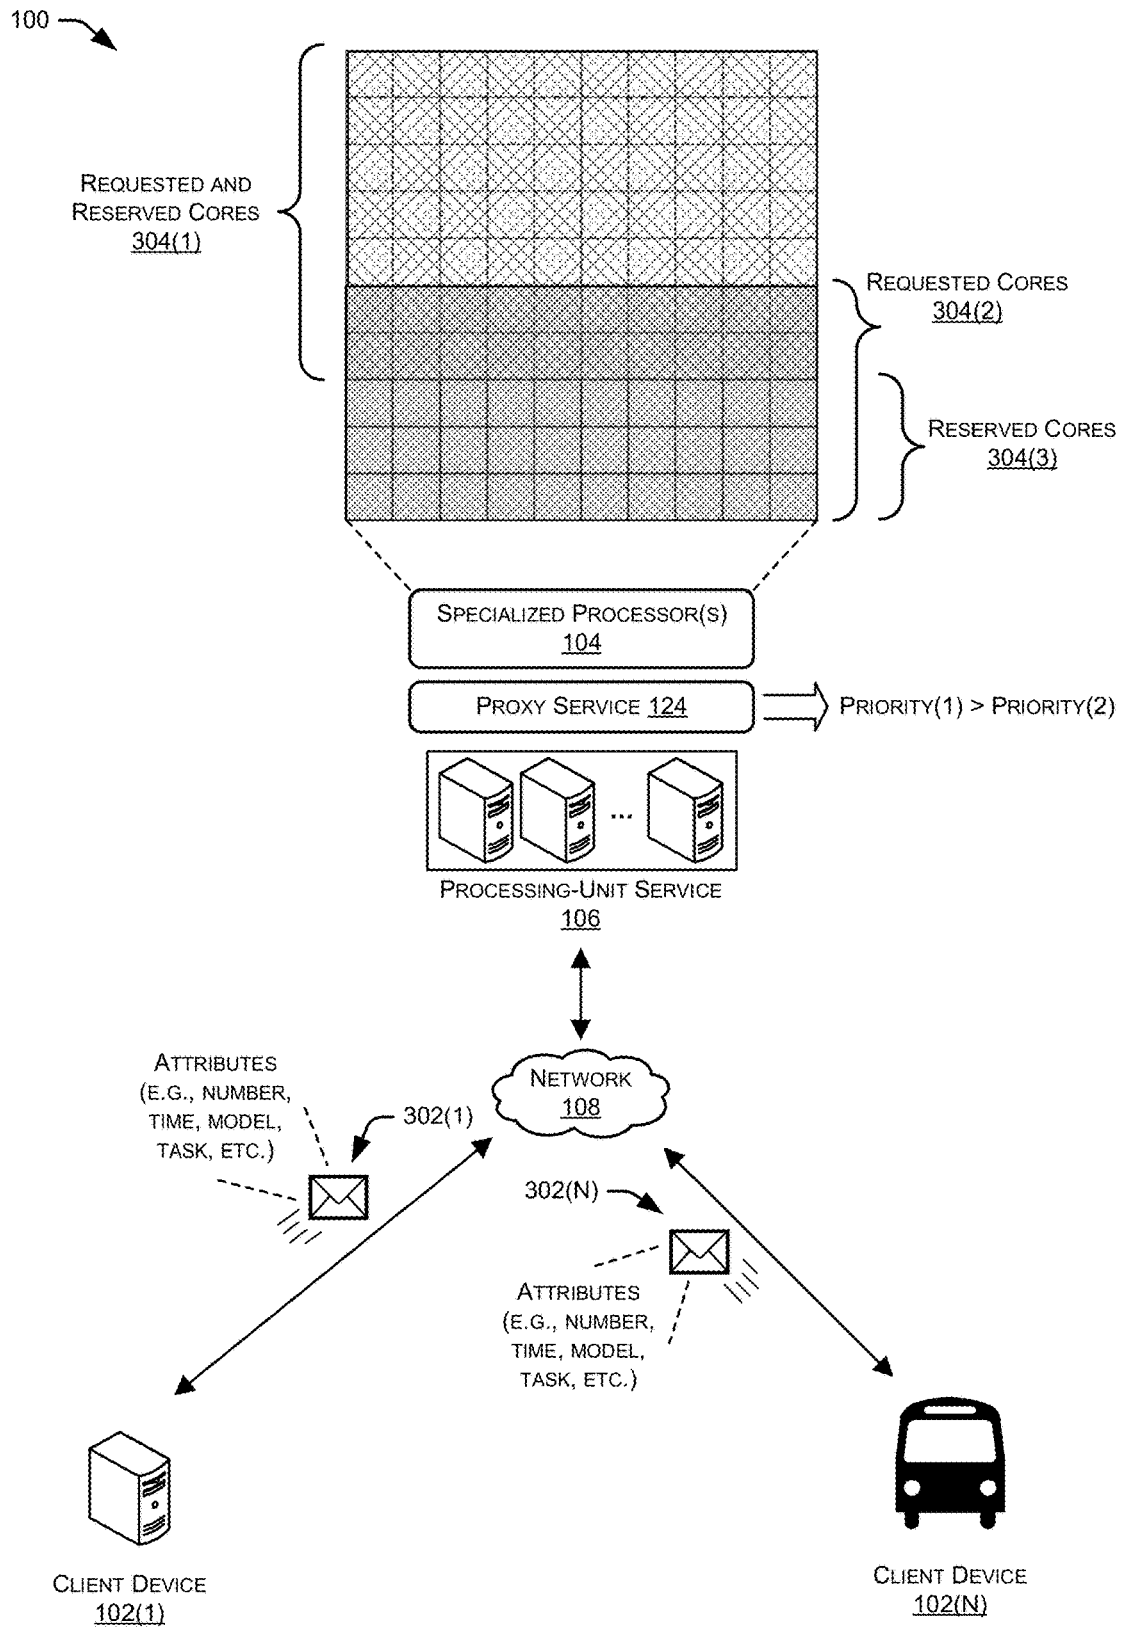 100
REQUESTED AND
RESERVED CORES
304(1)
REQUESTED CORES
304(2)
RESERVED CORES
304(3)
SPECIALIZED PROCESSOR(S)
104
PROXY SERVICE 124
PRIORITY(1) > PRIORITY(2)
...
PROCESSING-UNIT SERVICE
106
NETWORK
108
ATTRIBUTES
(E.G., NUMBER,
TIME, MODEL,
TASK, ETC.)
302(1)
302(N)
ATTRIBUTES
(E.G., NUMBER,
TIME, MODEL,
TASK, ETC.)
CLIENT DEVICE
102(1)
CLIENT DEVICE
102(N)